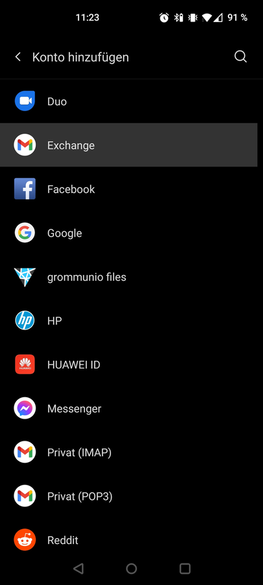 11:23
91 %
Konto hinzufügen
Duo
Exchange
Facebook
Google
grommunio files
HP
HUAWEI ID
Messenger
Privat (IMAP)
Privat (POP3)
Reddit